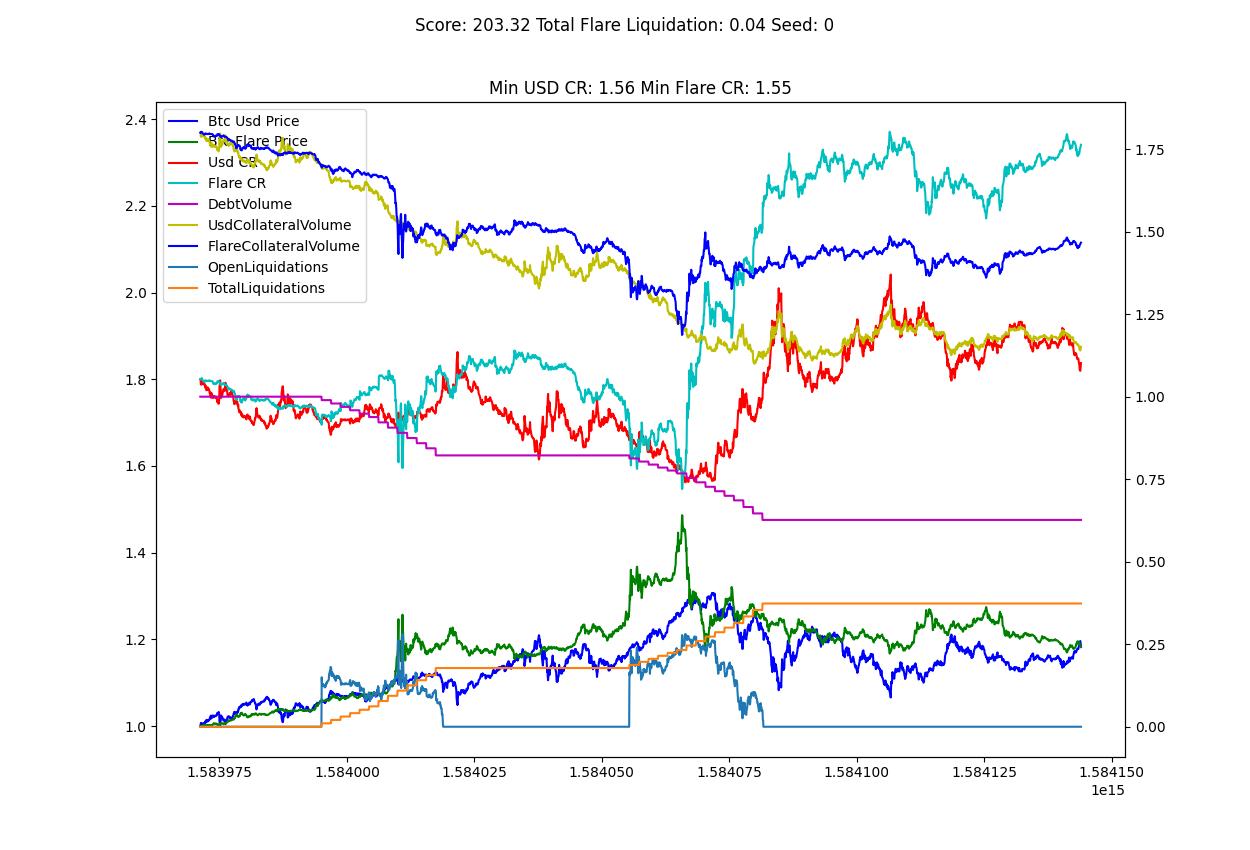 Score: 203.32 Total Flare Liquidation: 0.04 Seed: 0
Min USD CR: 1.56 Min Flare CR: 1.55
Btc Usd Price
Btc Flare Price
Usd CR
Flare CR
DebtVolume
UsdCollateralVolume
FlareCollateralVolume
OpenLiquidations
TotalLiquidations
2.4
2.2
2.0
1.8
1.6
1.4
1.2
1.0
1.75
1.50
1.25
1.00
0.75
0.50
0.25
0.00
1.583975 1.584000 1.584025 1.584050 1.584075 1.584100 1.584125 1.584150
1e15